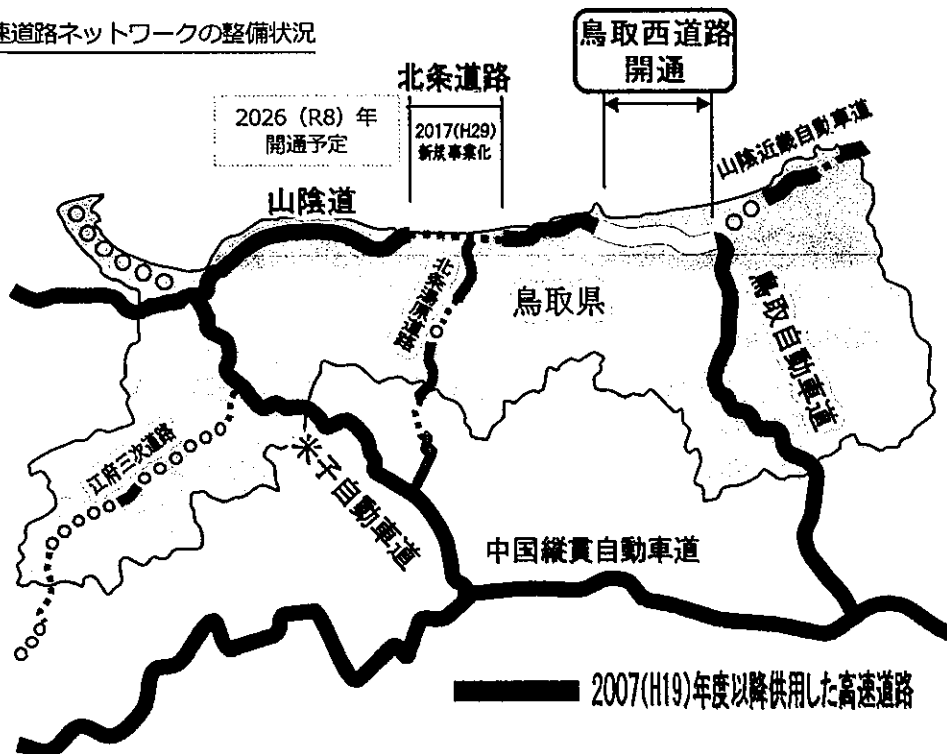 速道路ネットワークの整備状況
鳥取西道路
開通
北条道路
2026（R8）年
開通予定
2017(H29)
新規事業化
山陰近畿自動車道
山陰道
北条湯原道路
鳥取県
鳥取自動車道
江府三次道路
米子自動車道
中国縦貫自動車道
2007(H19)年度以降供用した高速道路